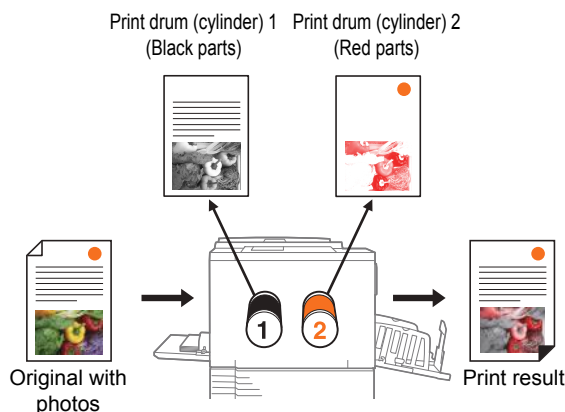 Print drum (cylinder) 1
(Black parts)
Print drum (cylinder) 2
(Red parts)
1
2
Original with
photos
Print result